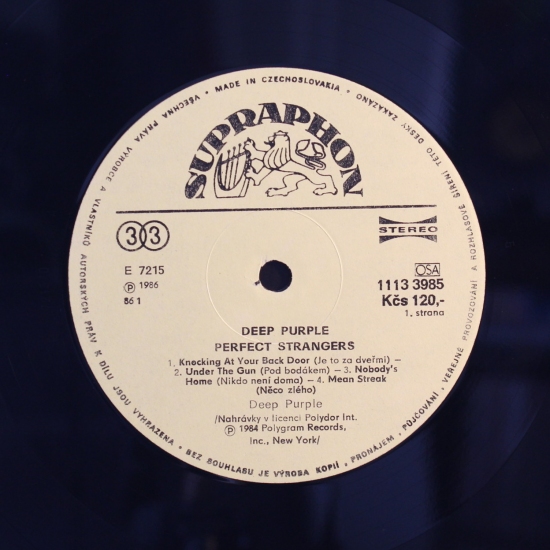 • MADE IN CZECHOSLOVAKIA •
VŠECHNA PRÁVA VÝROBCE A VLASTNÍKŮ AUTORSKÝCH PRÁV K DÍLU JSOU VYHRAZENA • BEZ SOUHLASU JE VÝROBA KOPIÍ, PRONÁJEM, PŮJČOVÁNÍ, VEŘEJNÉ PROVOZOVÁNÍ A ROZHLASOVÉ ŠÍŘENÍ TÉTO DESKY ZAKÁZÁNO
SUPRAPHON
33
STEREO
E 7215
OSA
℗ 1986
1113 3985
86 1
Kčs 120,-
1. strana
DEEP PURPLE
PERFECT STRANGERS
1. Knocking At Your Back Door (Je to za dveřmi) –
2. Under The Gun (Pod bodákem) – 3. Nobody's
Home (Nikdo není doma) – 4. Mean Streak
(Něco zlého)
Deep Purple
/Nahrávky v licenci Polydor Int.
℗ 1984 Polygram Records,
Inc., New York/